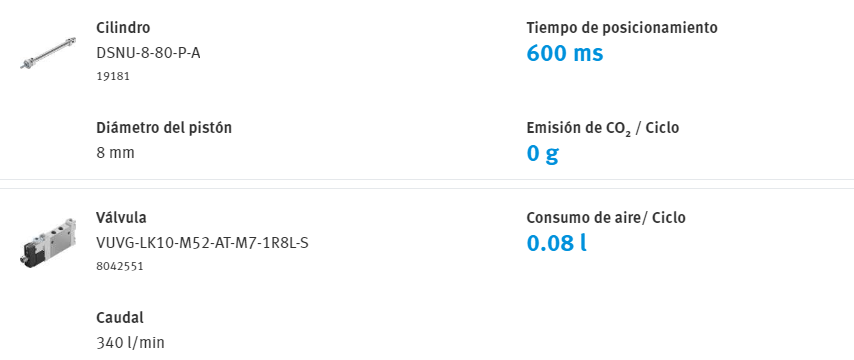 Cilindro
DSNU-8-80-P-A
19181
Diámetro del pistón
8 mm
Tiempo de posicionamiento
600 ms
Emisión de CO₂ / Ciclo
0 g
Válvula
VUVG-LK10-M52-AT-M7-1R8L-S
8042551
Caudal
340 l/min
Consumo de aire/ Ciclo
0.08 l